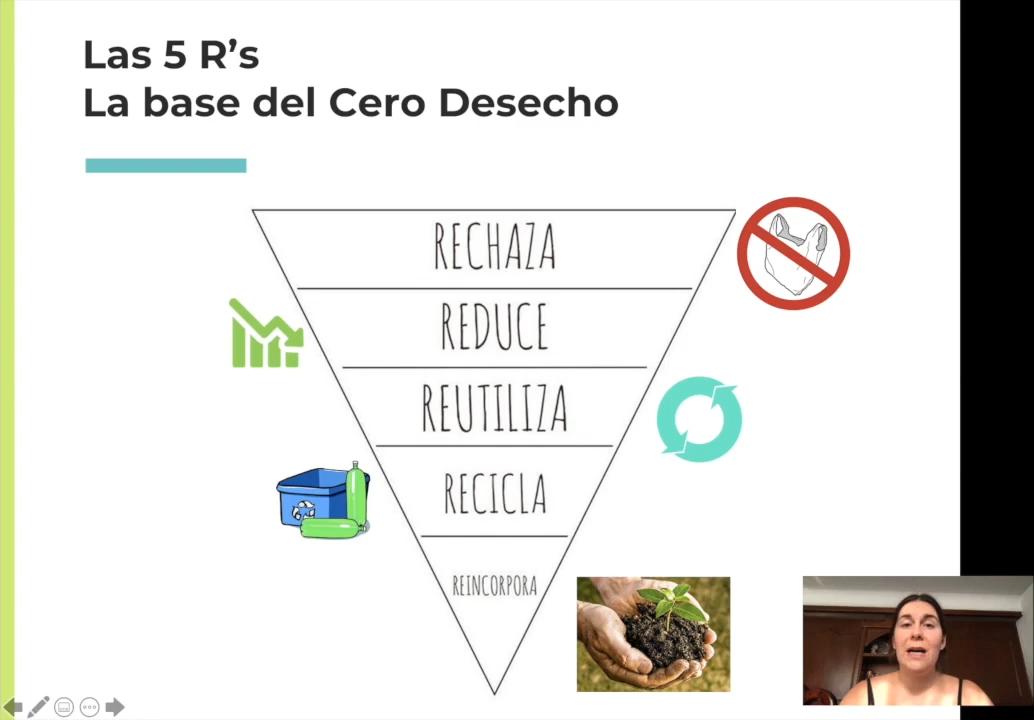 Las 5 R’s
La base del Cero Desecho
RECHAZA
REDUCE
REUTILIZA
RECICLA
REINCORPORA